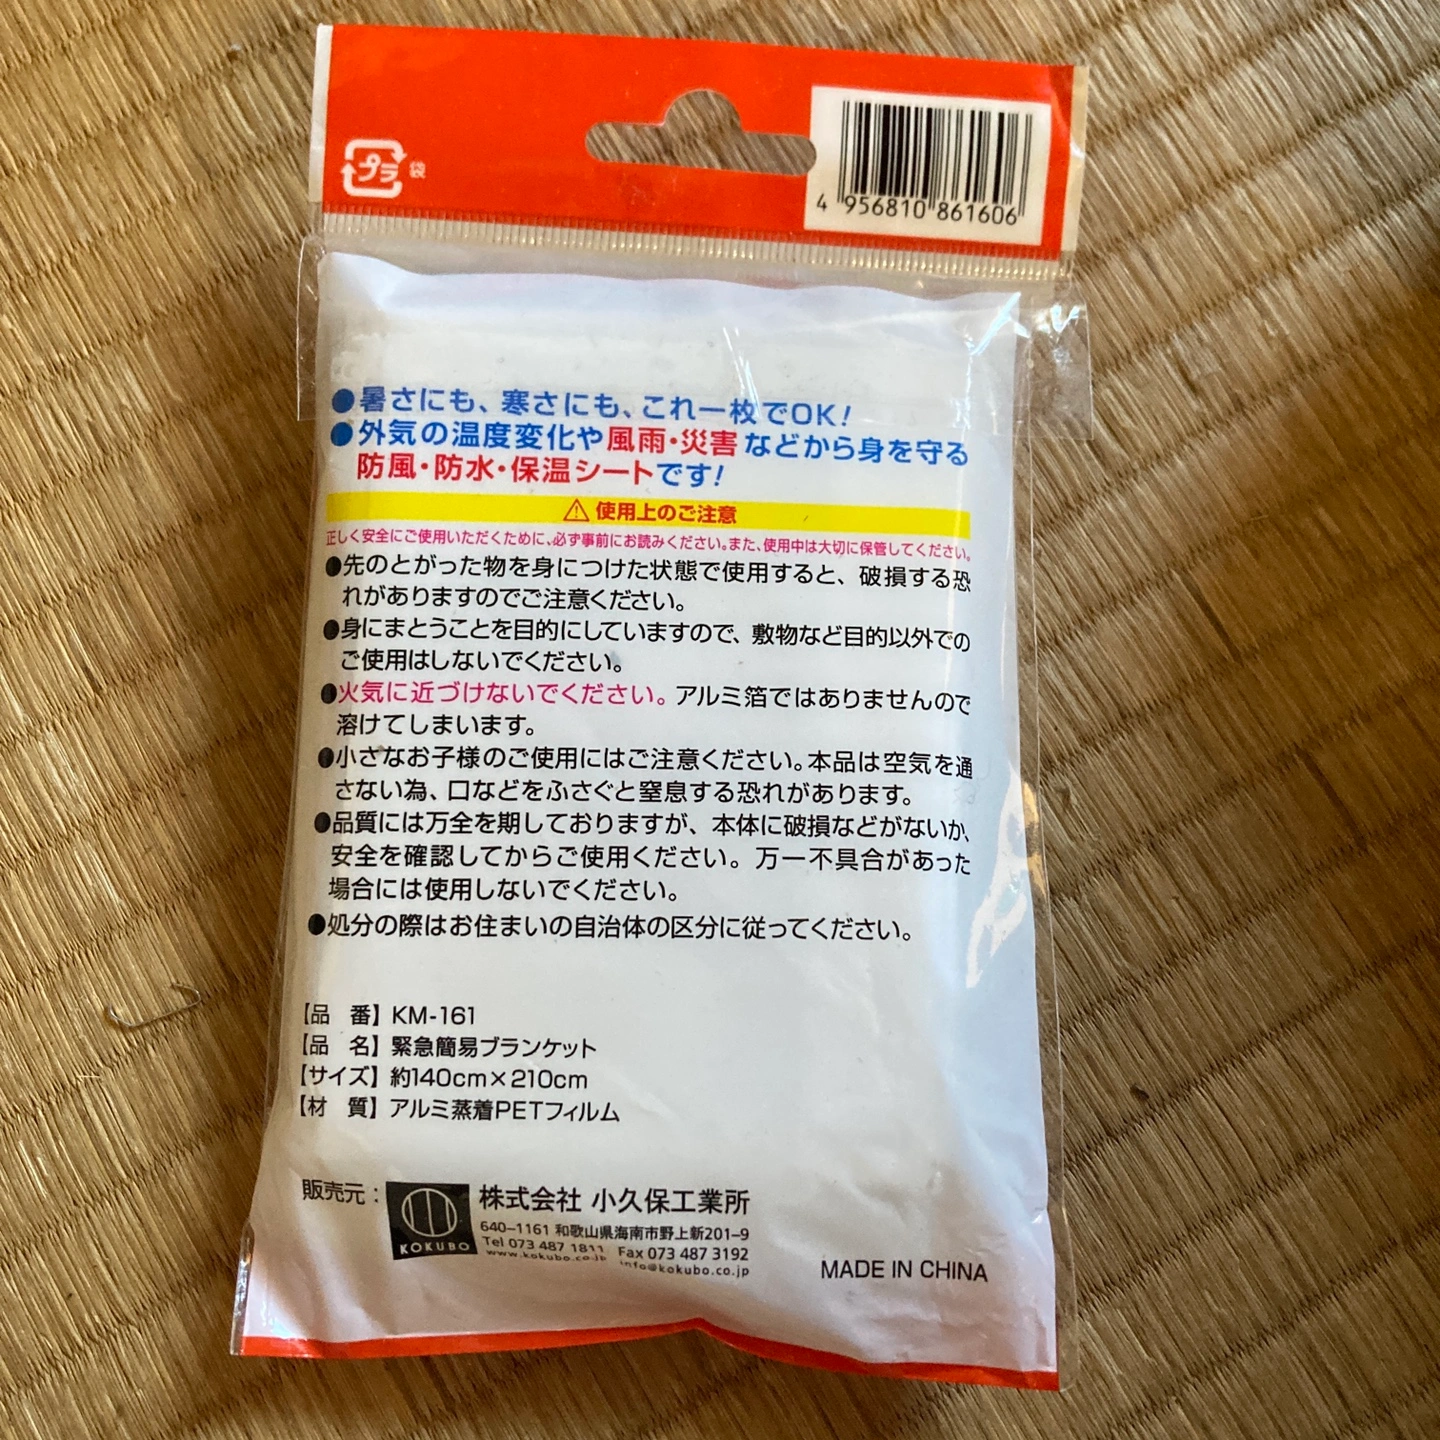 プラ 袋
4 956810 861606
●暑さにも、寒さにも、これ一枚でOK!
●外気の温度変化や風雨・災害などから身を守る
防風・防水・保温シートです!
⚠使用上のご注意
正しく安全にご使用いただくために、必ず事前にお読みください。また、使用中は大切に保管してください。
●先のとがった物を身につけた状態で使用すると、破損する恐
れがありますのでご注意ください。
●身にまとうことを目的にしていますので、敷物など目的以外での
ご使用はしないでください。
●火気に近づけないでください。アルミ箔ではありませんので
溶けてしまいます。
●小さなお子様のご使用にはご注意ください。本品は空気を通
さない為、口などをふさぐと窒息する恐れがあります。
●品質には万全を期しておりますが、本体に破損などがないか、
安全を確認してからご使用ください。万一不具合があった
場合には使用しないでください。
●処分の際はお住まいの自治体の区分に従ってください。
【品 番】KM-161
【品 名】緊急簡易ブランケット
【サイズ】約140cm×210cm
【材 質】アルミ蒸着PETフィルム
販売元: KOKUBO 株式会社 小久保工業所
640-1161 和歌山県海南市野上新201-9
Tel 073 487 1811 Fax 073 487 3192
www.kokubo.co.jp info@kokubo.co.jp
MADE IN CHINA